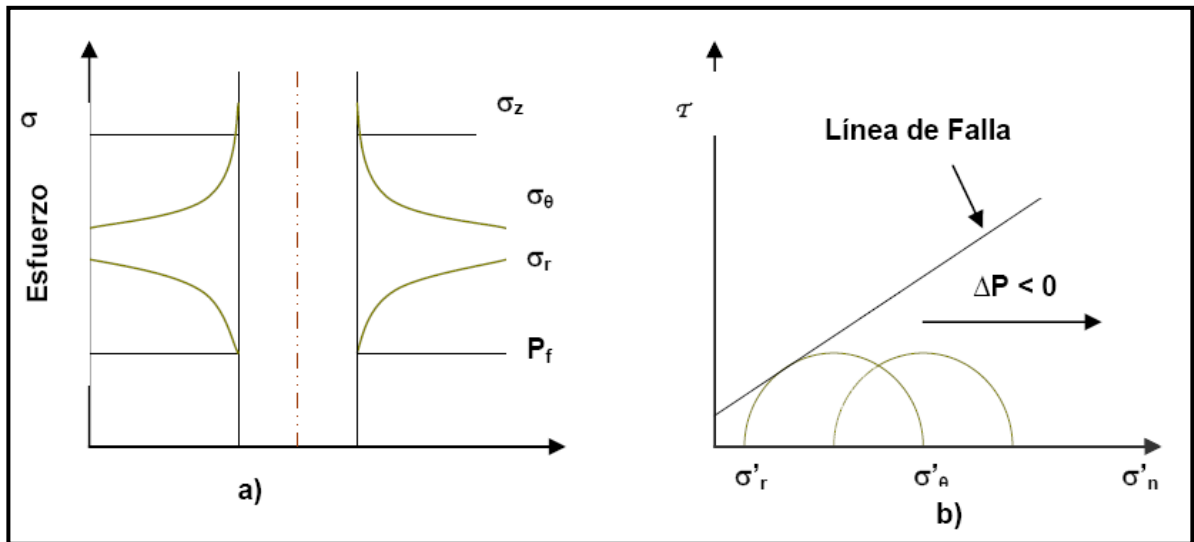 Esfuerzo σ
σz
σθ
σr
Pf
a)
τ
Línea de Falla
ΔP < 0
σ'r
σ'θ
σ'n
b)